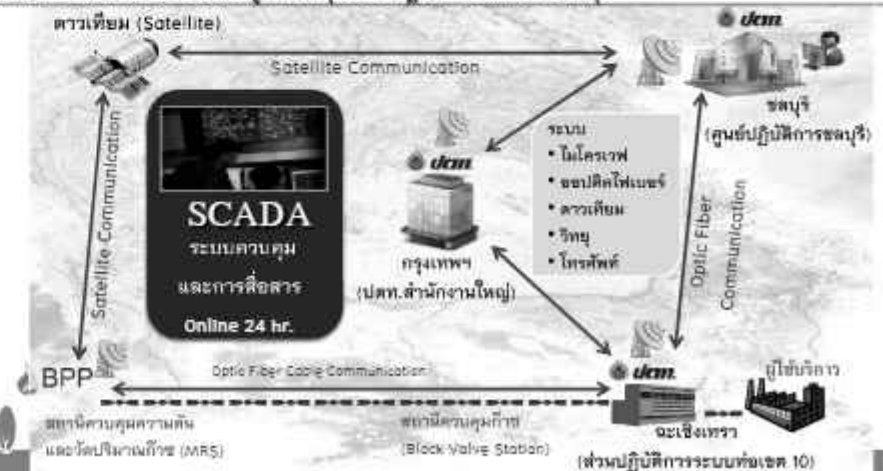 ดาวเทียม (Satellite)
Satellite Communication
ปตท.
ชลบุรี
(ศูนย์ปฏิบัติการชลบุรี)
Satellite Communication
SCADA
ระบบควบคุม
และการสื่อสาร
Online 24 hr.
ปตท.
กรุงเทพฯ
(ปตท.สำนักงานใหญ่)
ระบบ
• ไมโครเวฟ
• ออปติคไฟเบอร์
• ดาวเทียม
• วิทยุ
• โทรศัพท์
Optic Fiber
Communication
BPP
Optic Fiber Cable Communication
ปตท.
ผู้ใช้บริการ
สถานีควบคุมความดัน
และวัดปริมาณก๊าซ (MRS)
สถานีควบคุมก๊าซ
(Block Valve Station)
ฉะเชิงเทรา
(ส่วนปฏิบัติการระบบท่อเขต 10)